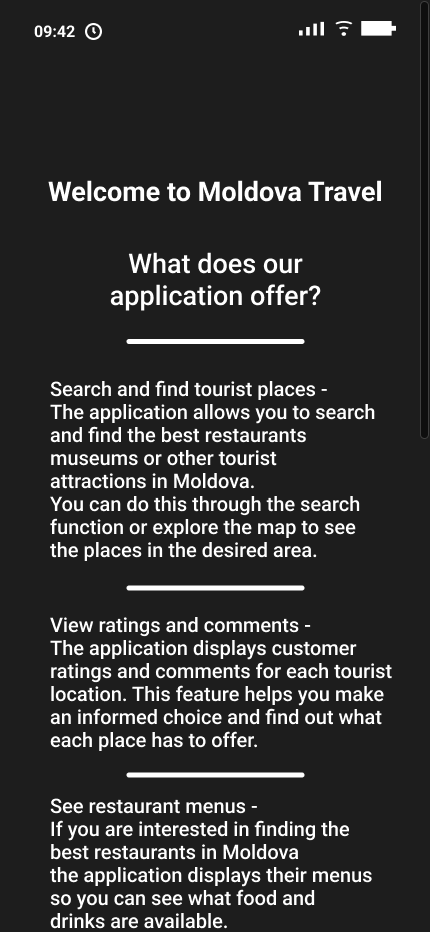 09:42
Welcome to Moldova Travel
What does our
application offer?
Search and find tourist places -
The application allows you to search
and find the best restaurants
museums or other tourist
attractions in Moldova.
You can do this through the search
function or explore the map to see
the places in the desired area.
View ratings and comments -
The application displays customer
ratings and comments for each tourist
location. This feature helps you make
an informed choice and find out what
each place has to offer.
See restaurant menus -
If you are interested in finding the
best restaurants in Moldova
the application displays their menus
so you can see what food and
drinks are available.